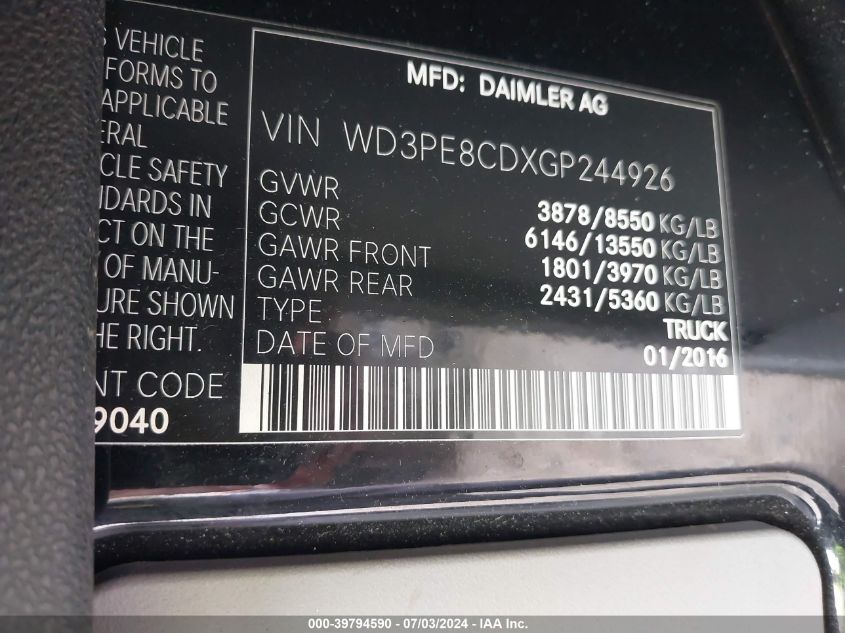 VEHICLE
FORMS TO
APPLICABLE
ERAL
CLE SAFETY
DARDS IN
CT ON THE
OF MANU-
URE SHOWN
HE RIGHT.
NT CODE
9040
MFD: DAIMLER AG
VIN WD3PE8CDXGP244926
GVWR 3878/8550 KG/LB
GCWR 6146/13550 KG/LB
GAWR FRONT 1801/3970 KG/LB
GAWR REAR 2431/5360 KG/LB
TYPE TRUCK
DATE OF MFD 01/2016
000-39794590 - 07/03/2024 - IAA Inc.